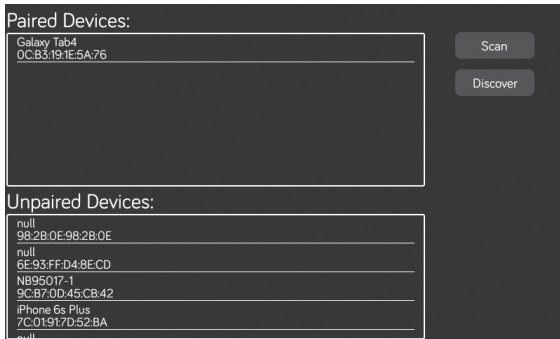 Paired Devices:
Galaxy Tab4
0C:B3:19:1E:5A:76
Scan
Discover
Unpaired Devices:
null
98:2B:0E:98:2B:0E
null
6E:93:FF:D4:8E:CD
NB95017-1
9C:B7:0D:45:CB:42
iPhone 6s Plus
7C:01:91:7D:52:BA
null